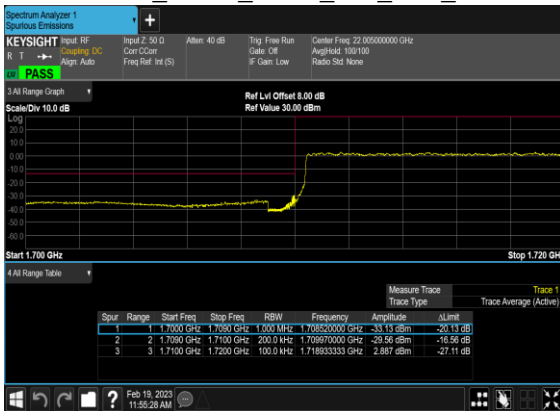 Spectrum Analyzer 1
Spurious Emissions
+
KEYSIGHT Input: RF Input Z: 50 Ω Atten: 40 dB Trig: Free Run Center Freq: 22.005000000 GHz
R T Coupling: DC Corr CCorr Gate: Off Avg|Hold: 100/100
Align: Auto Freq Ref: Int (S) IF Gain: Low Radio Std: None
LXI PASS
3 All Range Graph
Ref Lvl Offset 8.00 dB
Scale/Div 10.0 dB Ref Value 30.00 dBm
Log
20.0
10.0
0.00
-10.0
-20.0
-30.0
-40.0
-50.0
-60.0
Start 1.700 GHz Stop 1.720 GH
4 All Range Table
Measure Trace Trace 1
Trace Type Trace Average (Active)
Spur Range Start Freq Stop Freq RBW Frequency Amplitude ΔLimit
1 1 1.7000 GHz 1.7090 GHz 1.000 MHz 1.708520000 GHz -33.13 dBm -20.13 dB
2 2 1.7090 GHz 1.7100 GHz 200.0 kHz 1.709970000 GHz -29.56 dBm -16.56 dB
3 3 1.7100 GHz 1.7200 GHz 100.0 kHz 1.718933333 GHz 2.887 dBm -27.11 dB
? Feb 19, 2023
11:55:28 AM